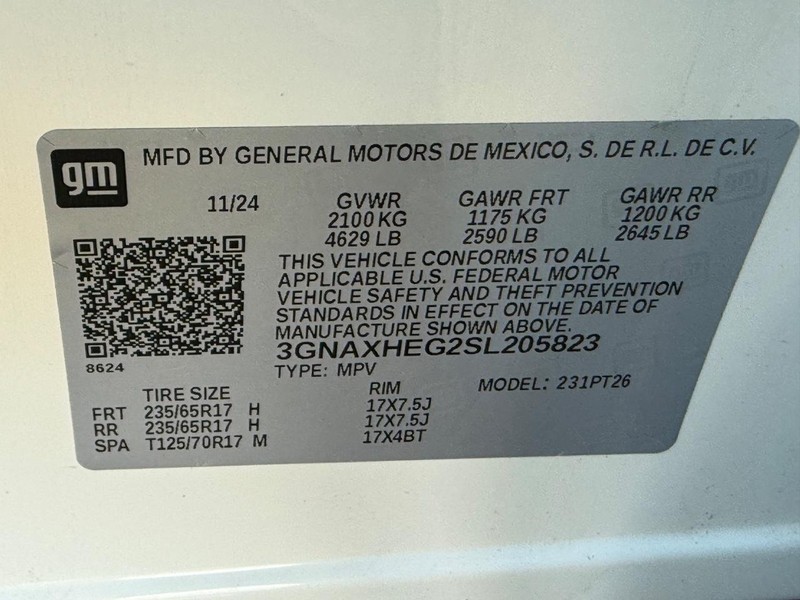 gm
MFD BY GENERAL MOTORS DE MEXICO, S. DE R.L. DE C.V.
11/24 GVWR GAWR FRT GAWR RR
2100 KG 1175 KG 1200 KG
4629 LB 2590 LB 2645 LB
THIS VEHICLE CONFORMS TO ALL
APPLICABLE U.S. FEDERAL MOTOR
VEHICLE SAFETY AND THEFT PREVENTION
STANDARDS IN EFFECT ON THE DATE OF
MANUFACTURE SHOWN ABOVE.
3GNAXHEG2SL205823
8624
TYPE: MPV MODEL: 231PT26
TIRE SIZE RIM
FRT 235/65R17 H 17X7.5J
RR 235/65R17 H 17X7.5J
SPA T125/70R17 M 17X4BT